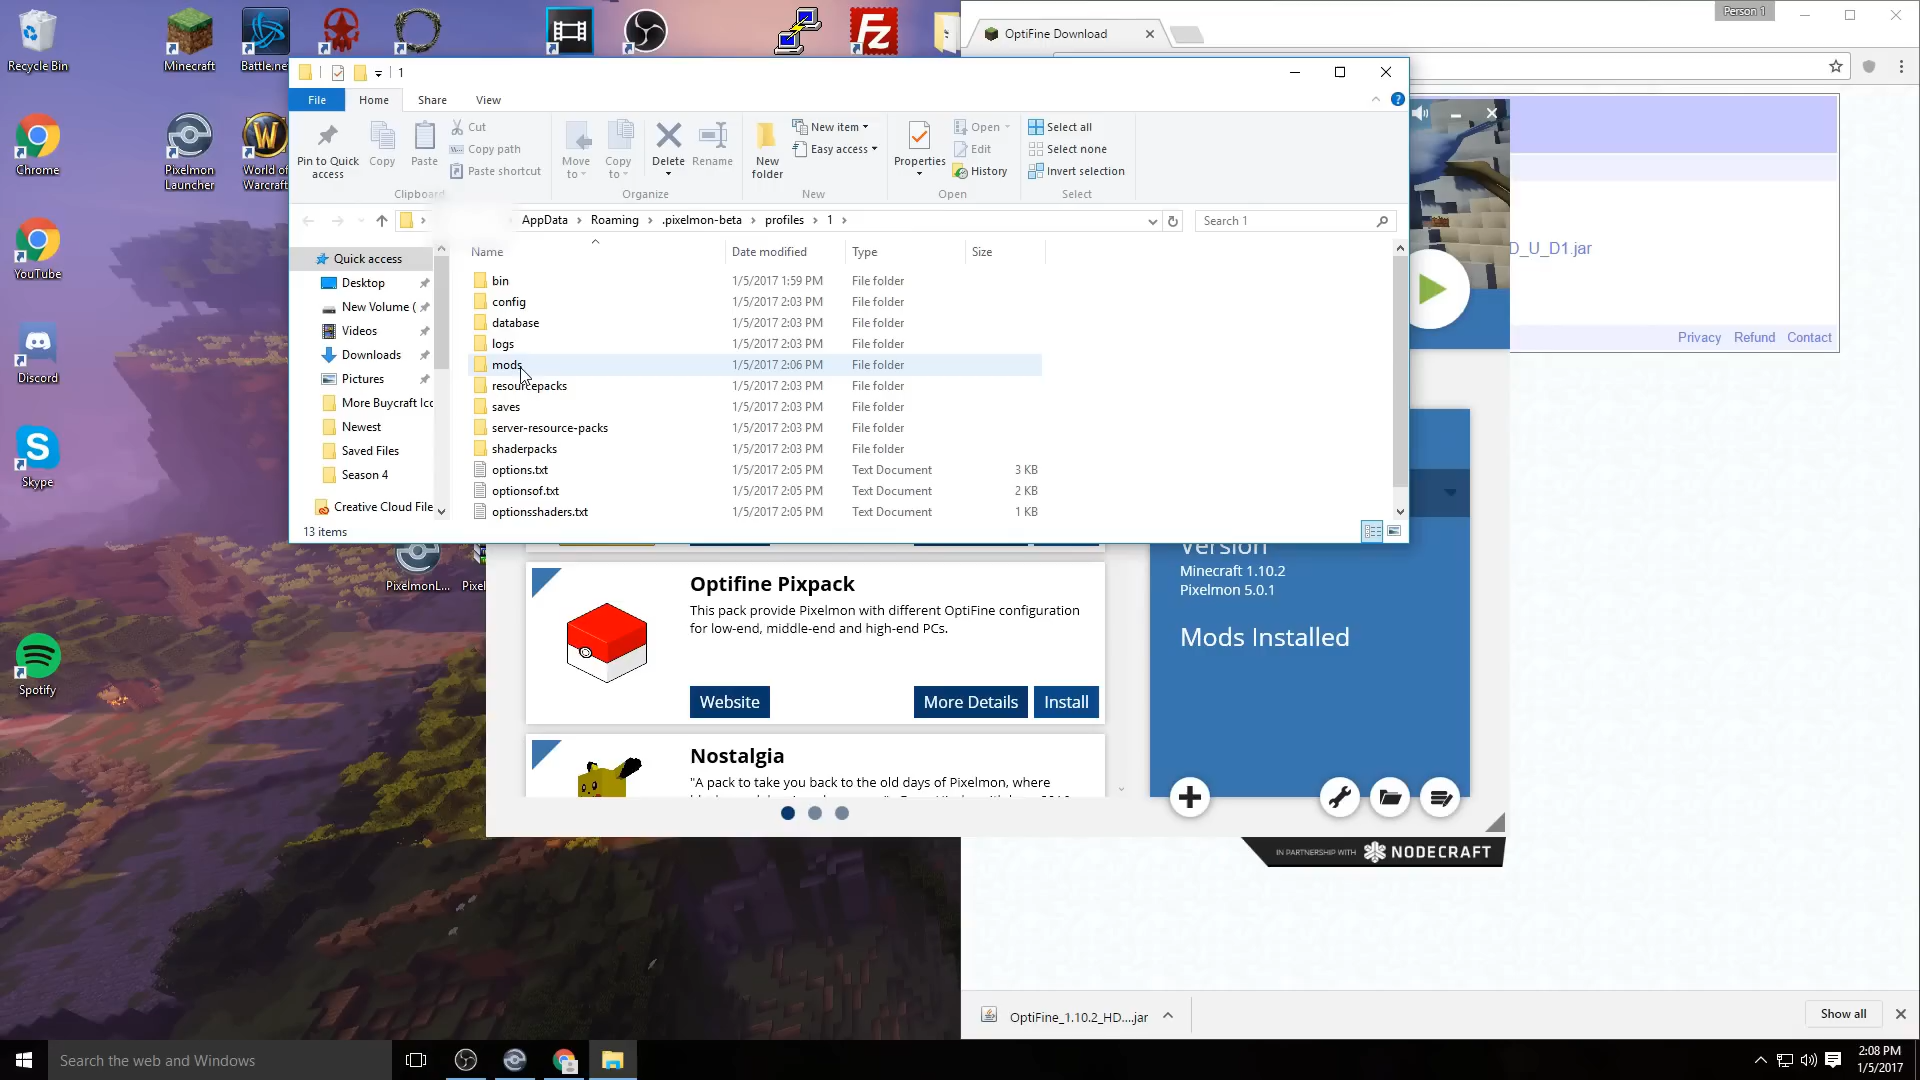 Recycle Bin
Minecraft
Battle.ne
Chrome
Pixelmon
Launcher
World of
Warcraft
YouTube
Discord
Skype
PixelmonL...
Pixel
Spotify
Person 1
OptiFine Download
1
File
Home
Share
View
Pin to Quick
access
Copy
Paste
Cut
Copy path
Paste shortcut
Clipboard
Move
to
Copy
to
Delete
Rename
Organize
New
folder
New item
Easy access
New
Properties
Open
Edit
History
Open
Select all
Select none
Invert selection
Select
AppData > Roaming > .pixelmon-beta > profiles > 1 >
Search 1
Quick access
Desktop
New Volume (
Videos
Downloads
Pictures
More Buycraft Icc
Newest
Saved Files
Season 4
Creative Cloud File
Name Date modified Type Size
bin 1/5/2017 1:59 PM File folder
config 1/5/2017 2:03 PM File folder
database 1/5/2017 2:03 PM File folder
logs 1/5/2017 2:03 PM File folder
mods 1/5/2017 2:06 PM File folder
resourcepacks 1/5/2017 2:03 PM File folder
saves 1/5/2017 2:03 PM File folder
server-resource-packs 1/5/2017 2:03 PM File folder
shaderpacks 1/5/2017 2:03 PM File folder
options.txt 1/5/2017 2:05 PM Text Document 3 KB
optionsof.txt 1/5/2017 2:05 PM Text Document 2 KB
optionsshaders.txt 1/5/2017 2:05 PM Text Document 1 KB
13 items
D_U_D1.jar
Privacy Refund Contact
Optifine Pixpack
This pack provide Pixelmon with different OptiFine configuration
for low-end, middle-end and high-end PCs.
Website
More Details
Install
Nostalgia
"A pack to take you back to the old days of Pixelmon, where
Version
Minecraft 1.10.2
Pixelmon 5.0.1
Mods Installed
IN PARTNERSHIP WITH NODECRAFT
OptiFine_1.10.2_HD....jar
Show all
Search the web and Windows
2:08 PM
1/5/2017